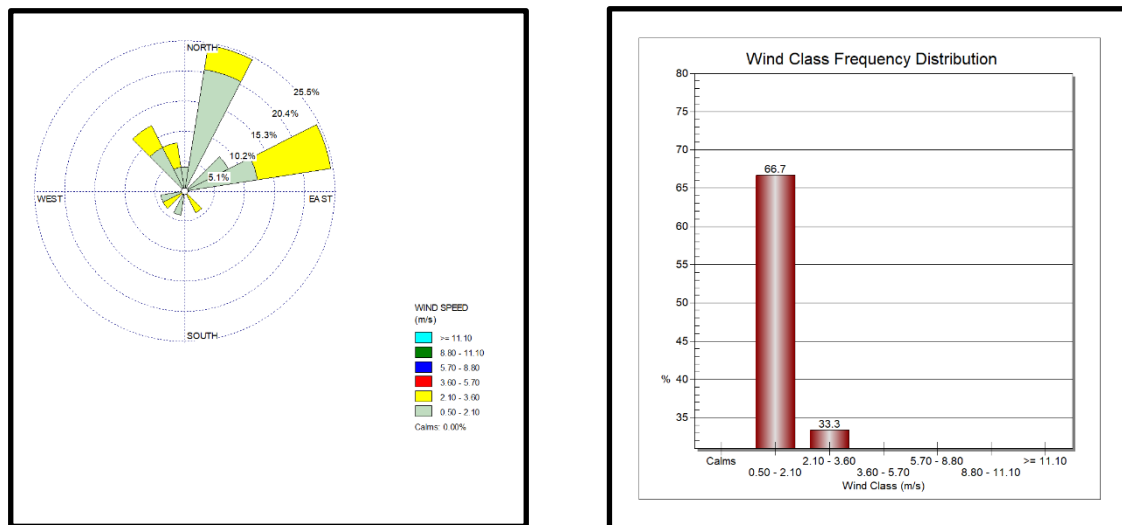 NORTH
25.5%
20.4%
15.3%
10.2%
5.1%
WEST
EAST
SOUTH
WIND SPEED
(m/s)
>= 11.10
8.80 - 11.10
5.70 - 8.80
3.60 - 5.70
2.10 - 3.60
0.50 - 2.10
Calms: 0.00%
Wind Class Frequency Distribution
80
75
70
65
60
55
50
45
40
35
%
66.7
33.3
Calms
0.50 - 2.10
2.10 - 3.60
3.60 - 5.70
5.70 - 8.80
8.80 - 11.10
>= 11.10
Wind Class (m/s)